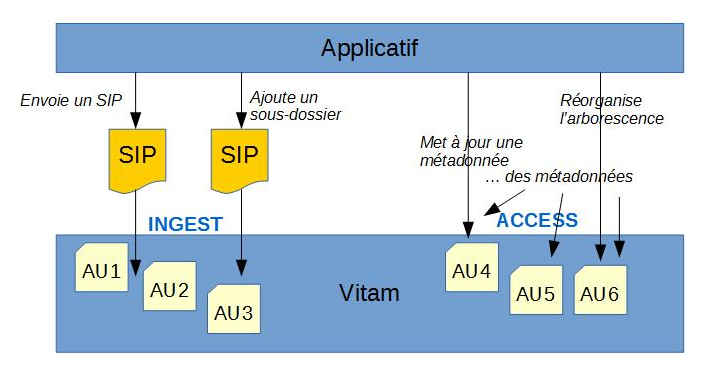 Applicatif
Envoie un SIP
Ajoute un
sous-dossier
Réorganise
l'arborescence
SIP
SIP
Met à jour une
métadonnée
... des métadonnées
INGEST
ACCESS
AU1
AU2
AU3
Vitam
AU4
AU5
AU6